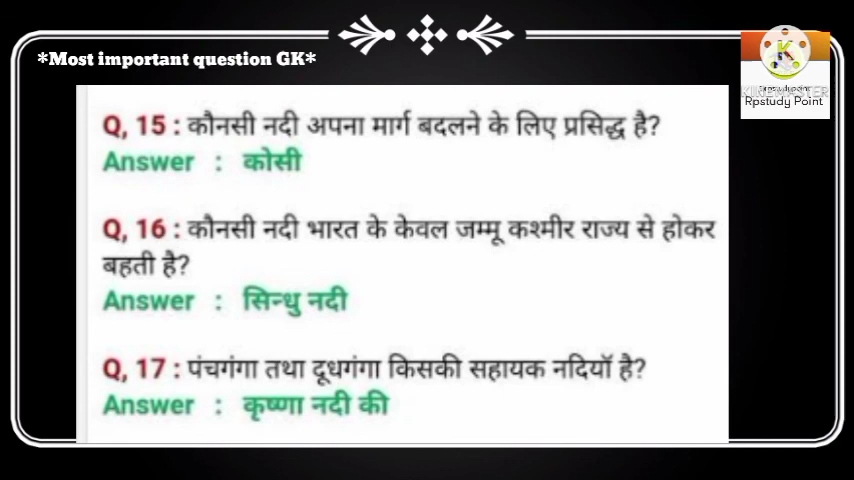 *Most important question GK*
KINEMASTER
Rpstudy Point
Q, 15 : कौनसी नदी अपना मार्ग बदलने के लिए प्रसिद्ध है?
Answer : कोसी
Q, 16 : कौनसी नदी भारत के केवल जम्मू कश्मीर राज्य से होकर
बहती है?
Answer : सिन्धु नदी
Q, 17 : पंचगंगा तथा दूधगंगा किसकी सहायक नदियॉ है?
Answer : कृष्णा नदी की